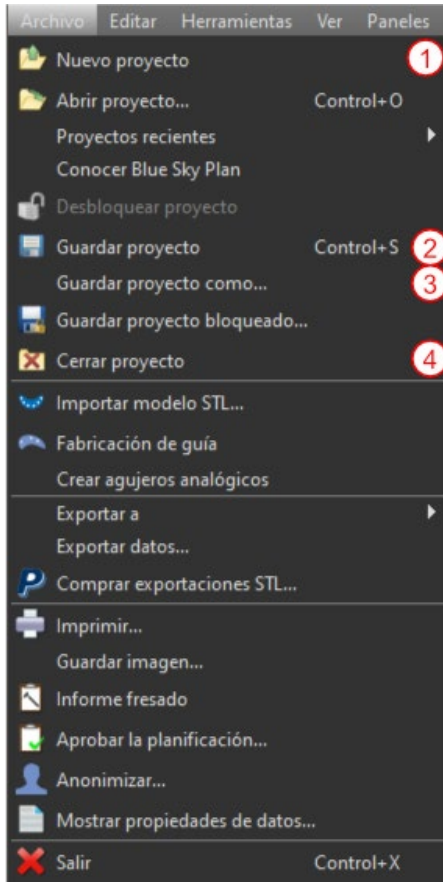 Archivo Editar Herramientas Ver Paneles
Nuevo proyecto 1
Abrir proyecto... Control+O
Proyectos recientes
Conocer Blue Sky Plan
Desbloquear proyecto
Guardar proyecto Control+S 2
Guardar proyecto como... 3
Guardar proyecto bloqueado...
Cerrar proyecto 4
Importar modelo STL...
Fabricación de guía
Crear agujeros analógicos
Exportar a
Exportar datos...
Comprar exportaciones STL...
Imprimir...
Guardar imagen...
Informe fresado
Aprobar la planificación...
Anonimizar...
Mostrar propiedades de datos...
Salir Control+X